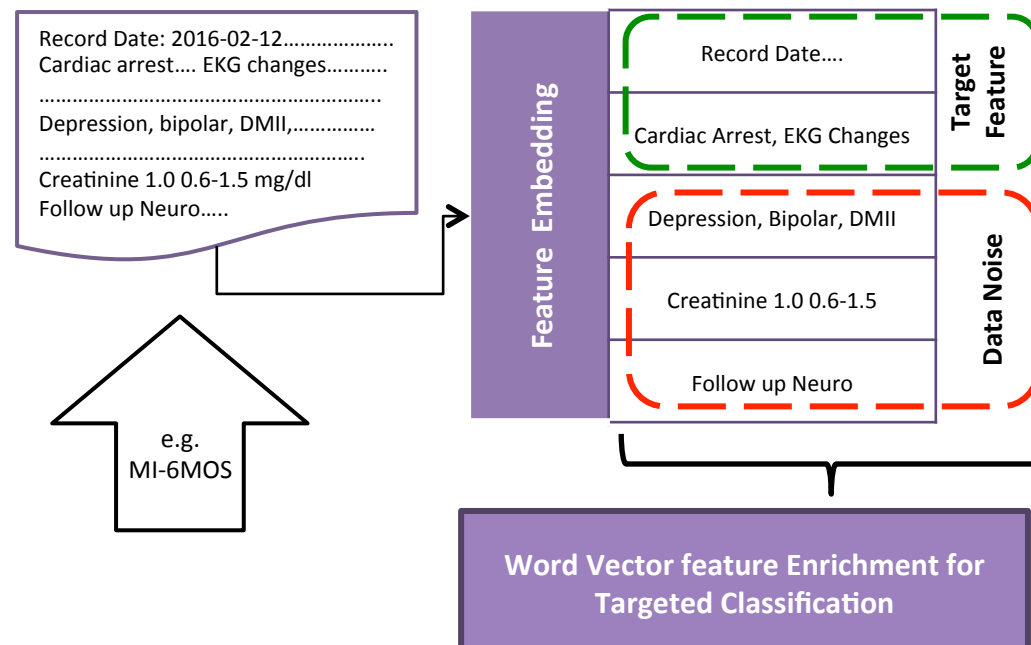 Record Date: 2016-02-12………………..
Cardiac arrest…. EKG changes………..
…………………………………………………..
Depression, bipolar, DMII,……………
………………………………………………..
Creatinine 1.0 0.6-1.5 mg/dl
Follow up Neuro…..
e.g.
MI-6MOS
Feature Embedding
Record Date….
Cardiac Arrest, EKG Changes
Depression, Bipolar, DMII
Creatinine 1.0 0.6-1.5
Follow up Neuro
Target
Feature
Data Noise
Word Vector feature Enrichment for
Targeted Classification